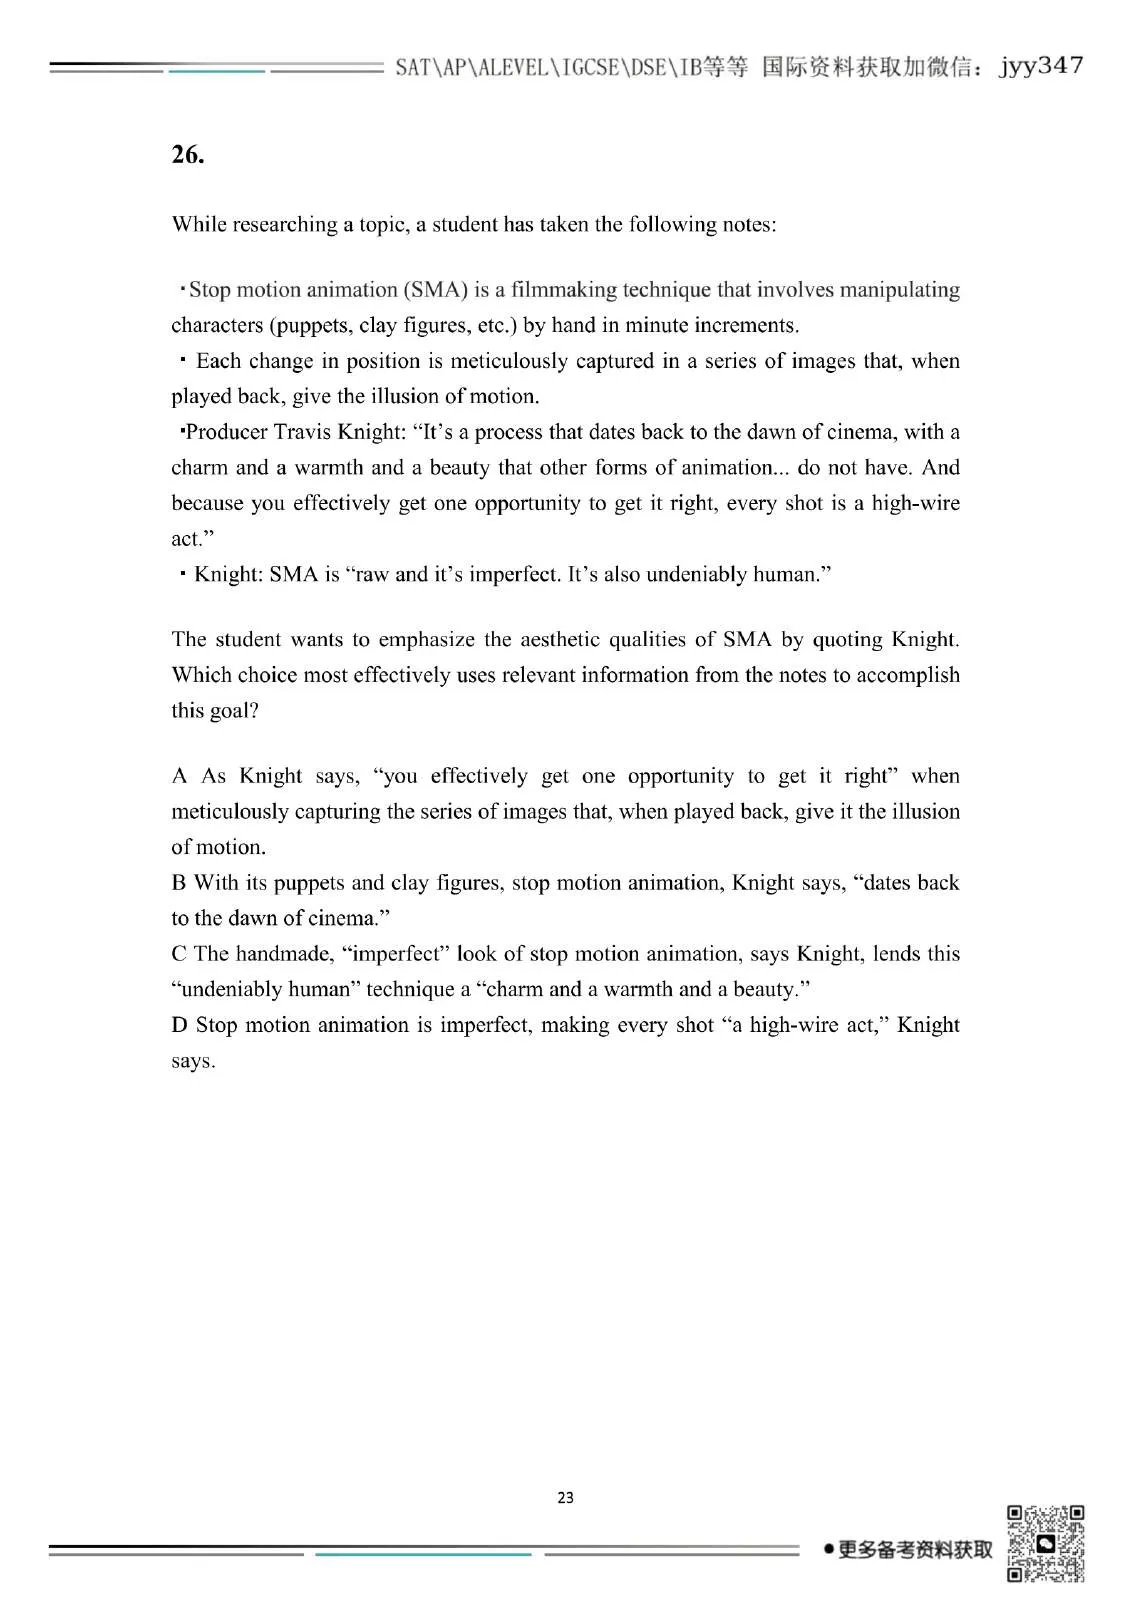 SAT\AP\ALEVEL\IGCSE\DSE\IB等等 国际资料获取加微信：jyy347
26.
While researching a topic, a student has taken the following notes:
·Stop motion animation (SMA) is a filmmaking technique that involves manipulating
characters (puppets, clay figures, etc.) by hand in minute increments.
· Each change in position is meticulously captured in a series of images that, when
played back, give the illusion of motion.
·Producer Travis Knight: “It’s a process that dates back to the dawn of cinema, with a
charm and a warmth and a beauty that other forms of animation... do not have. And
because you effectively get one opportunity to get it right, every shot is a high-wire
act.”
· Knight: SMA is “raw and it’s imperfect. It’s also undeniably human.”
The student wants to emphasize the aesthetic qualities of SMA by quoting Knight.
Which choice most effectively uses relevant information from the notes to accomplish
this goal?
A As Knight says, “you effectively get one opportunity to get it right” when
meticulously capturing the series of images that, when played back, give it the illusion
of motion.
B With its puppets and clay figures, stop motion animation, Knight says, “dates back
to the dawn of cinema.”
C The handmade, “imperfect” look of stop motion animation, says Knight, lends this
“undeniably human” technique a “charm and a warmth and a beauty.”
D Stop motion animation is imperfect, making every shot “a high-wire act,” Knight
says.
23
●更多备考资料获取